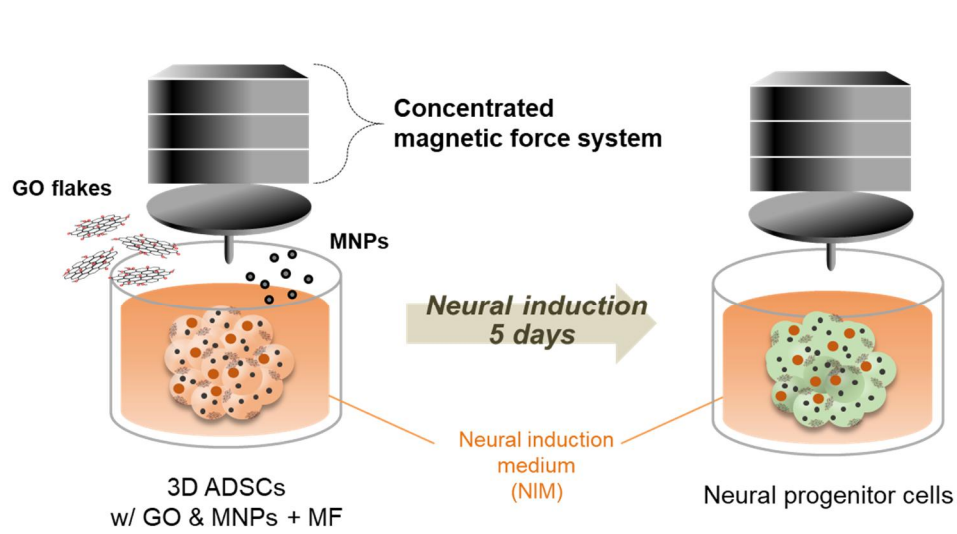 Concentrated
magnetic force system
GO flakes
MNPs
Neural induction
5 days
Neural induction
medium
(NIM)
3D ADSCs
w/ GO & MNPs + MF
Neural progenitor cells